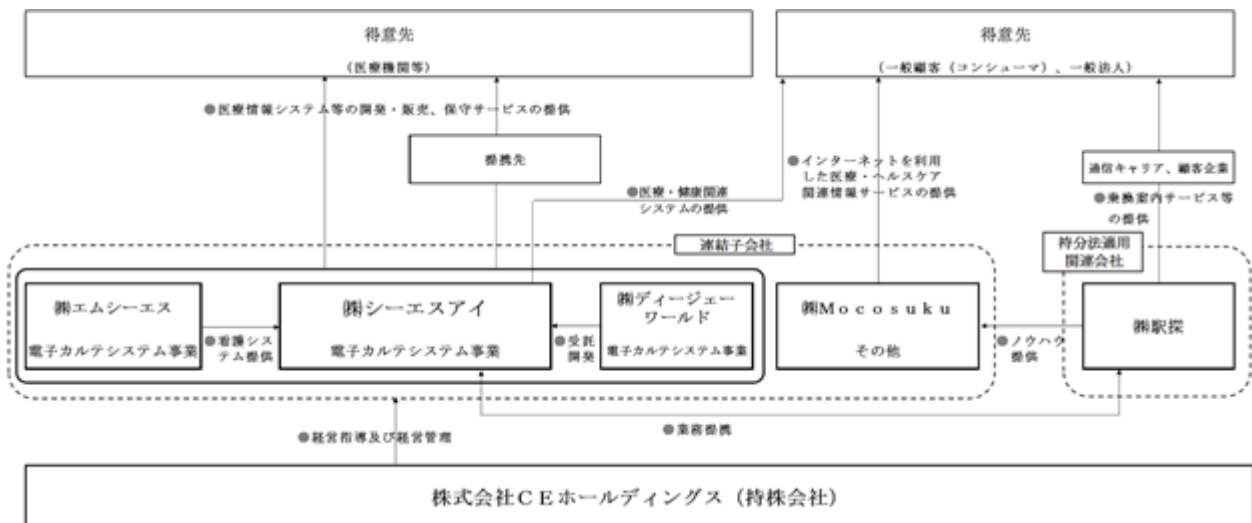 得意先
(医療機関等)
得意先
(一般顧客(コンシューマ)、一般法人)
●医療情報システム等の開発・販売、保守サービスの提供
提携先
●医療・健康関連
システムの提供
●インターネットを利用
した医療・ヘルスケア
関連情報サービスの提供
通信キャリア、顧客企業
●乗換案内サービス等
の提供
連結子会社
持分法適用
関連会社
㈱エムシーエス
電子カルテシステム事業
●看護シス
テム提供
㈱シーエスアイ
電子カルテシステム事業
●受託
開発
㈱ディージェー
ワールド
電子カルテシステム事業
㈱Mocosuku
その他
●ノウハウ
提供
㈱駅探
●経営指導及び経営管理
●業務提携
株式会社CEホールディングス(持株会社)